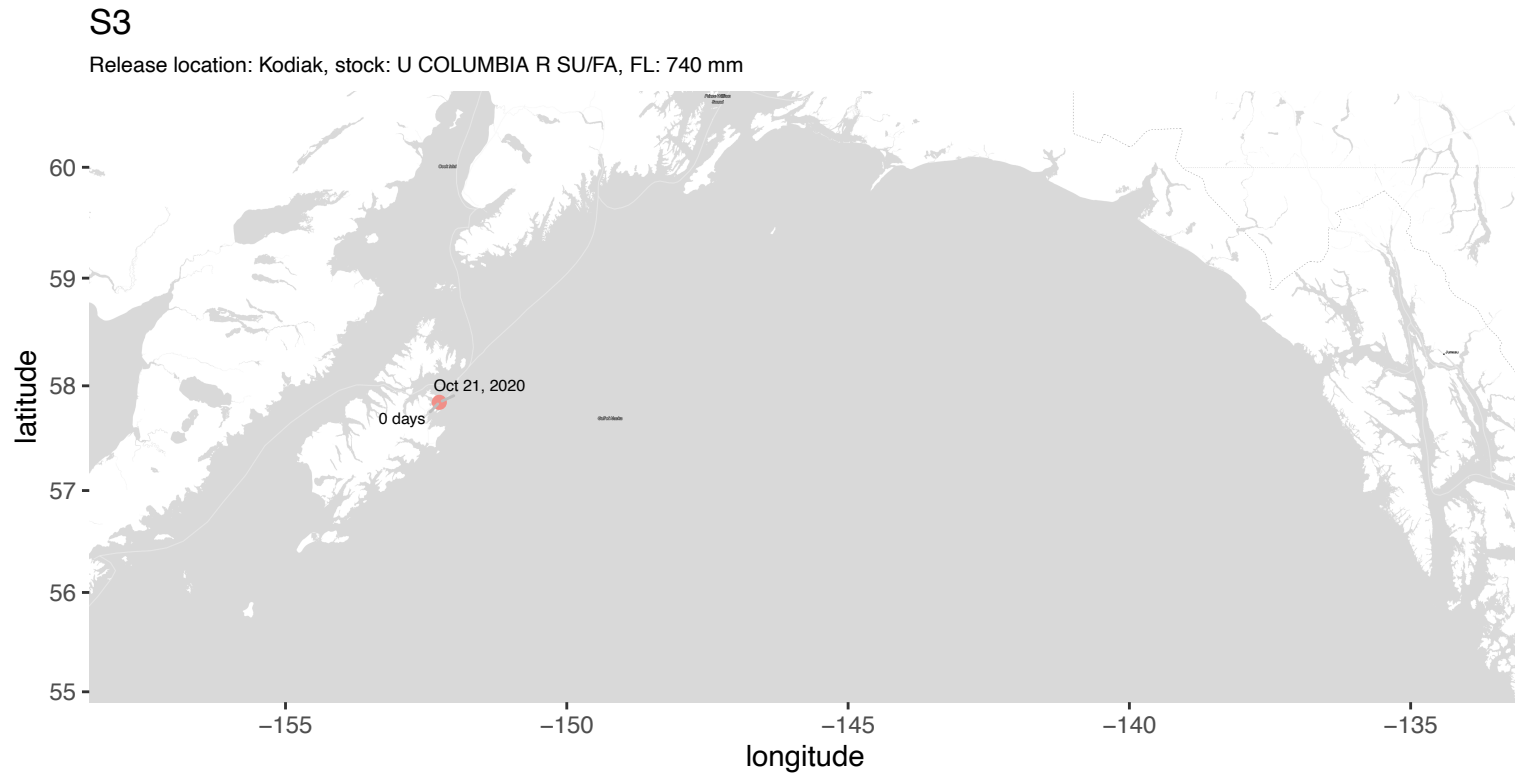 S3
Release location: Kodiak, stock: U COLUMBIA R SU/FA, FL: 740 mm
60
59
58
57
56
55
latitude
Oct 21, 2020
0 days
−155
−150
−145
−140
−135
longitude